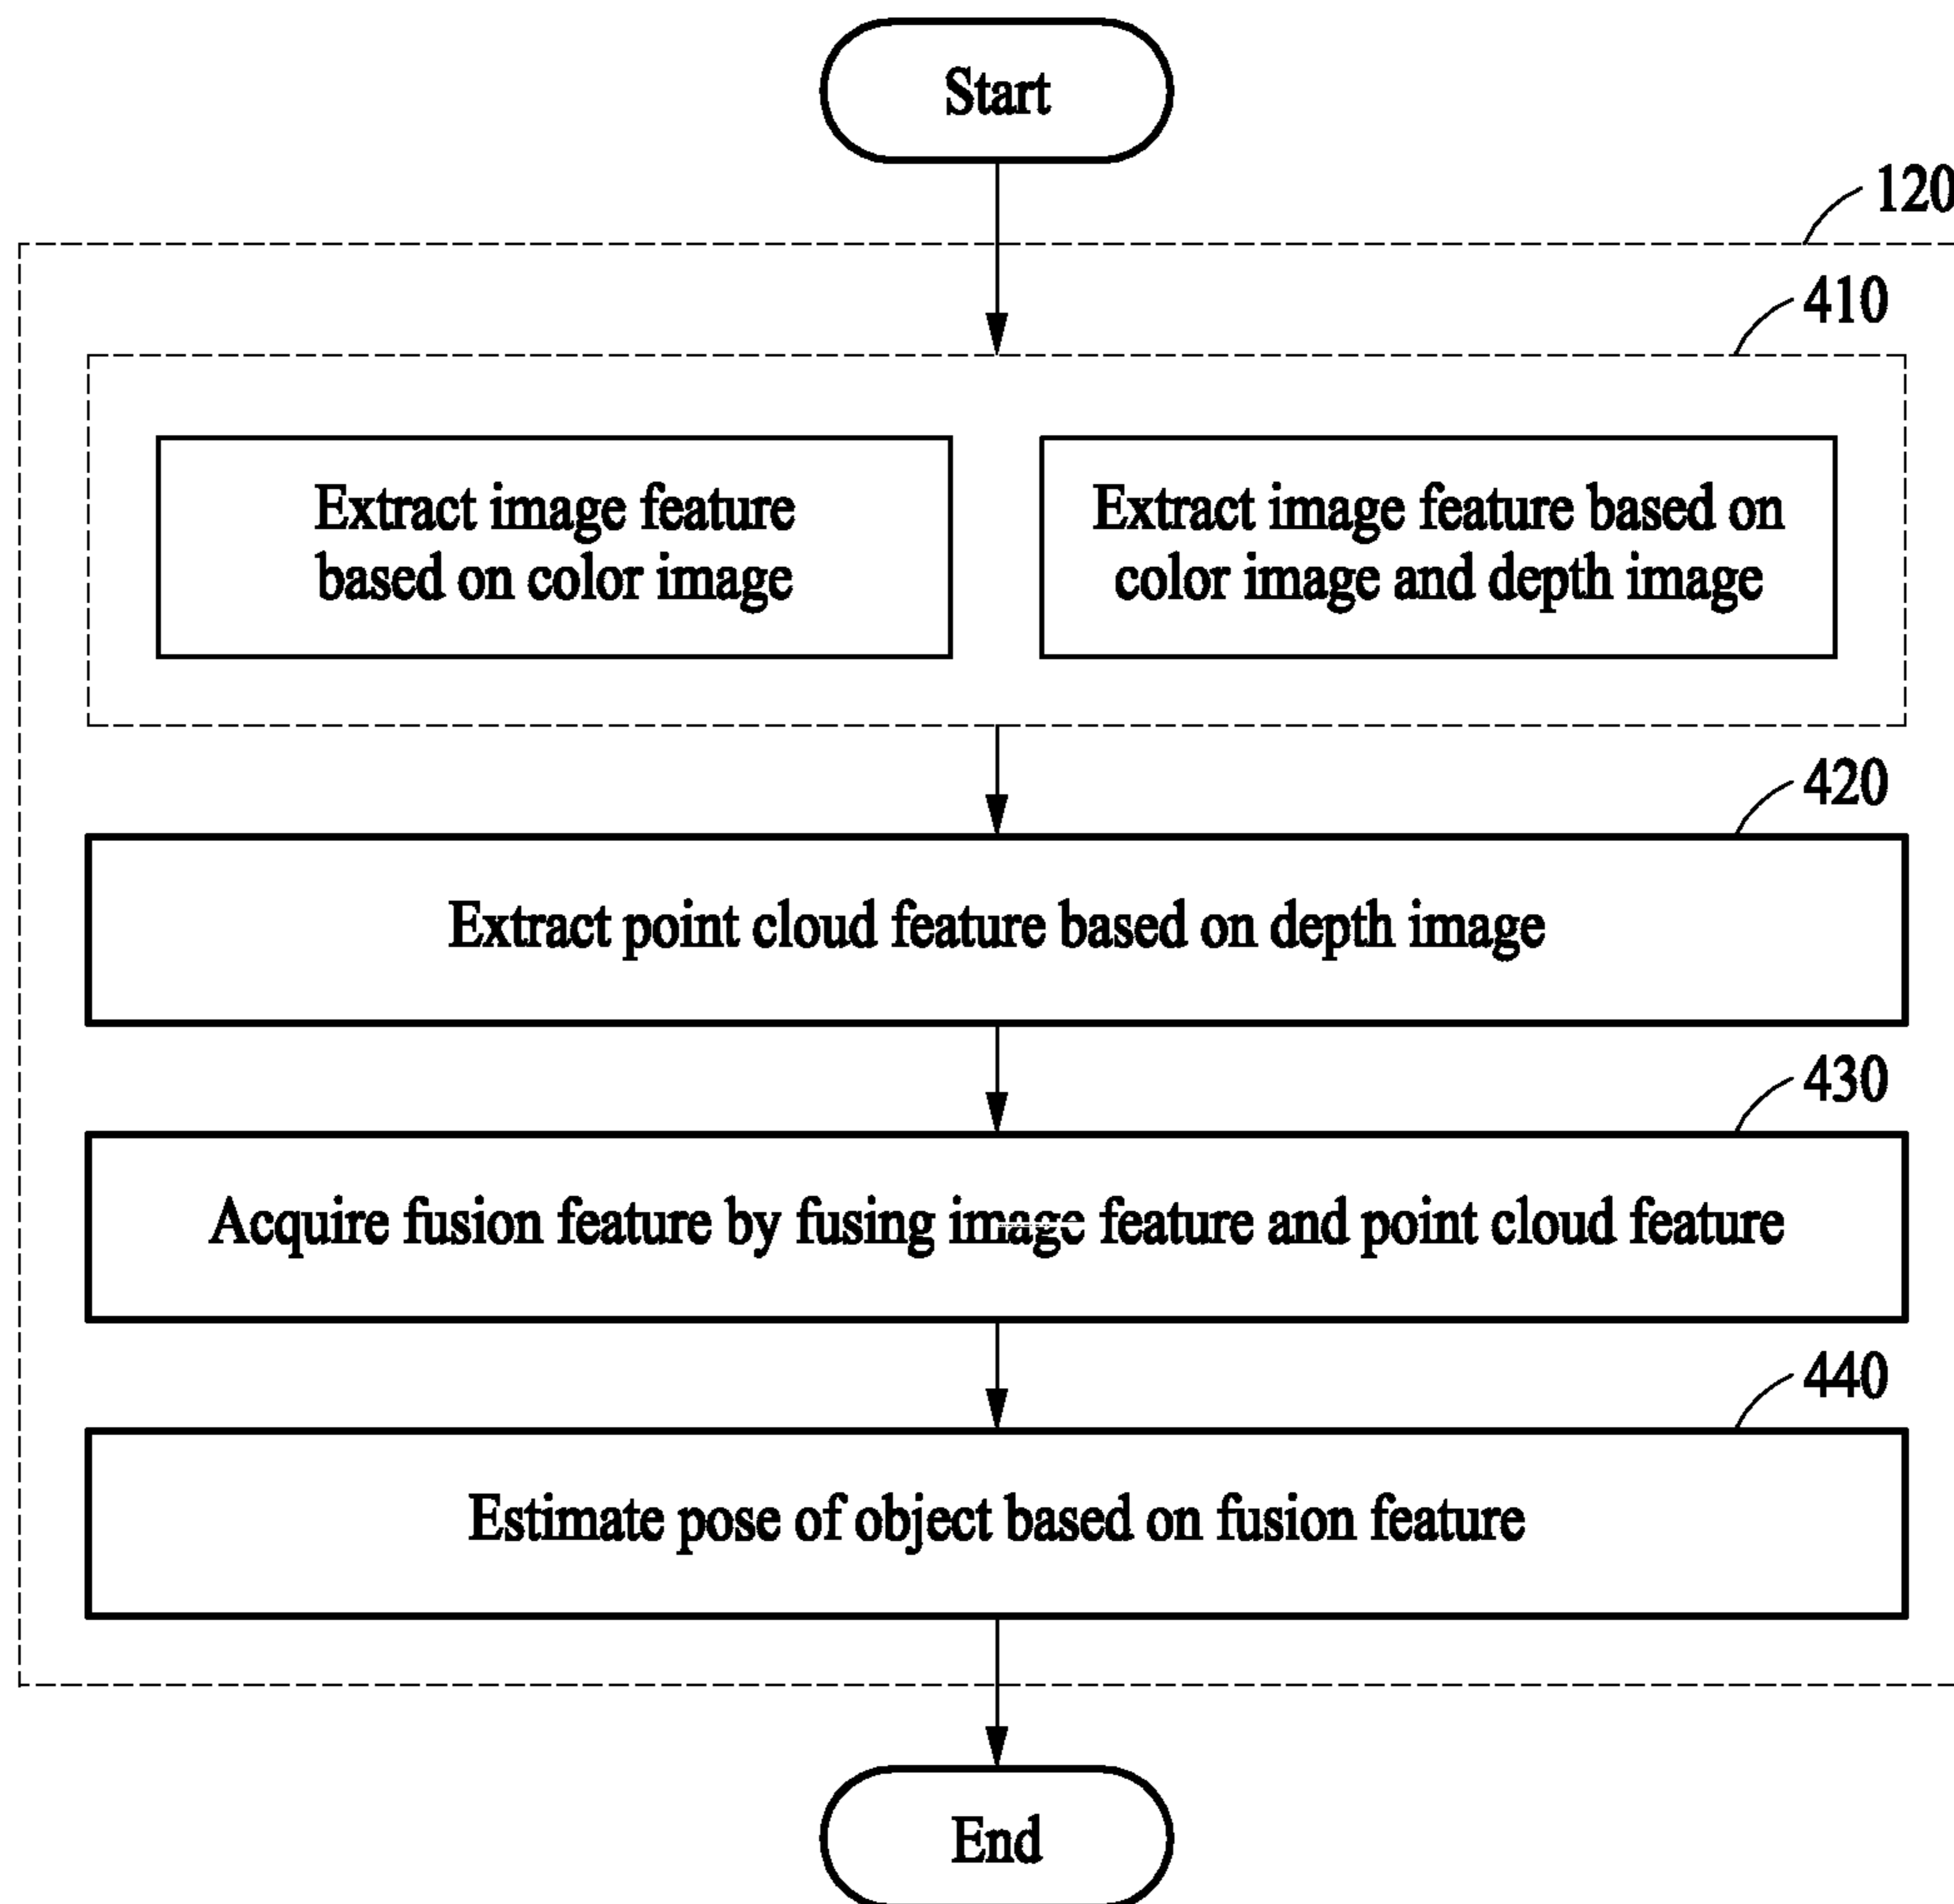 Start
120
410
Extract image feature
based on color image
Extract image feature based on
color image and depth image
420
Extract point cloud feature based on depth image
430
Acquire fusion feature by fusing image feature and point cloud feature
440
Estimate pose of object based on fusion feature
End